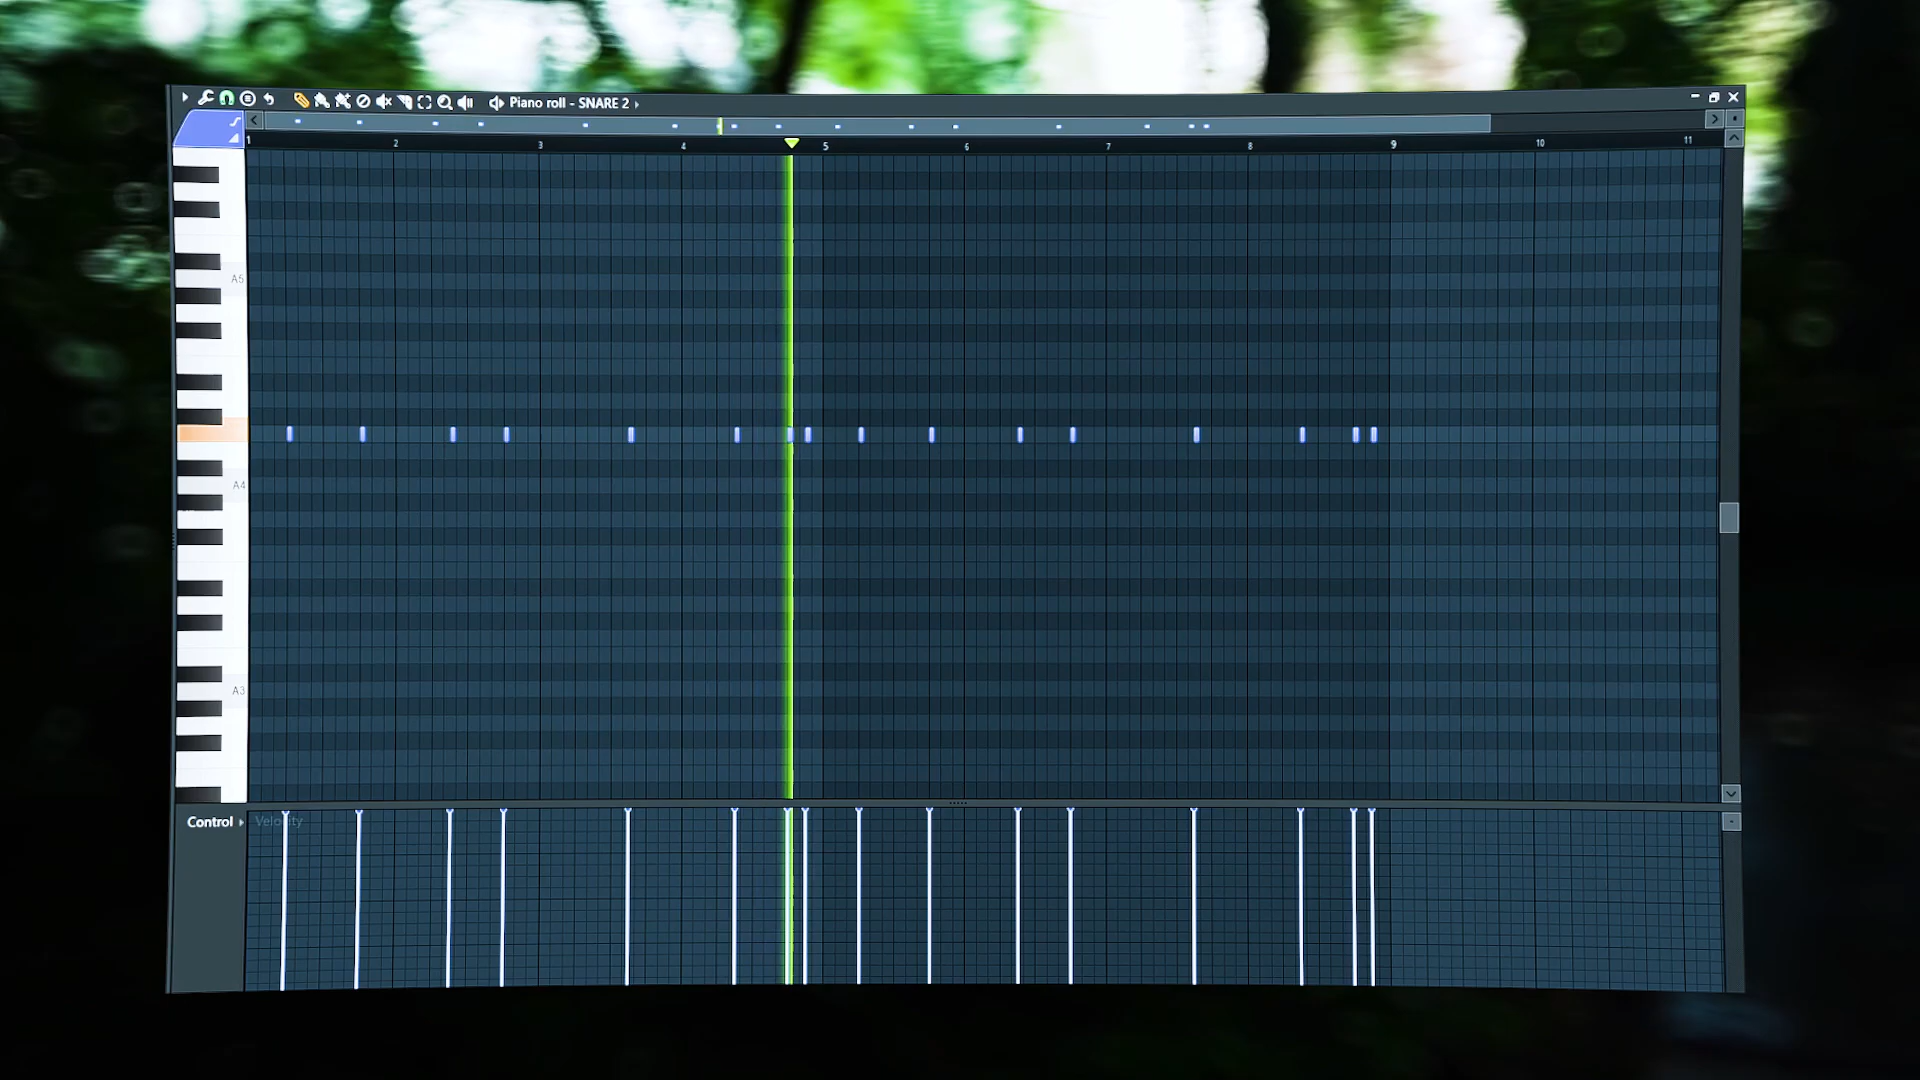 Piano roll - SNARE 2
1 2 3 4 5 6 7 8 9 10 11
A5
A4
A3
Control
Velocity